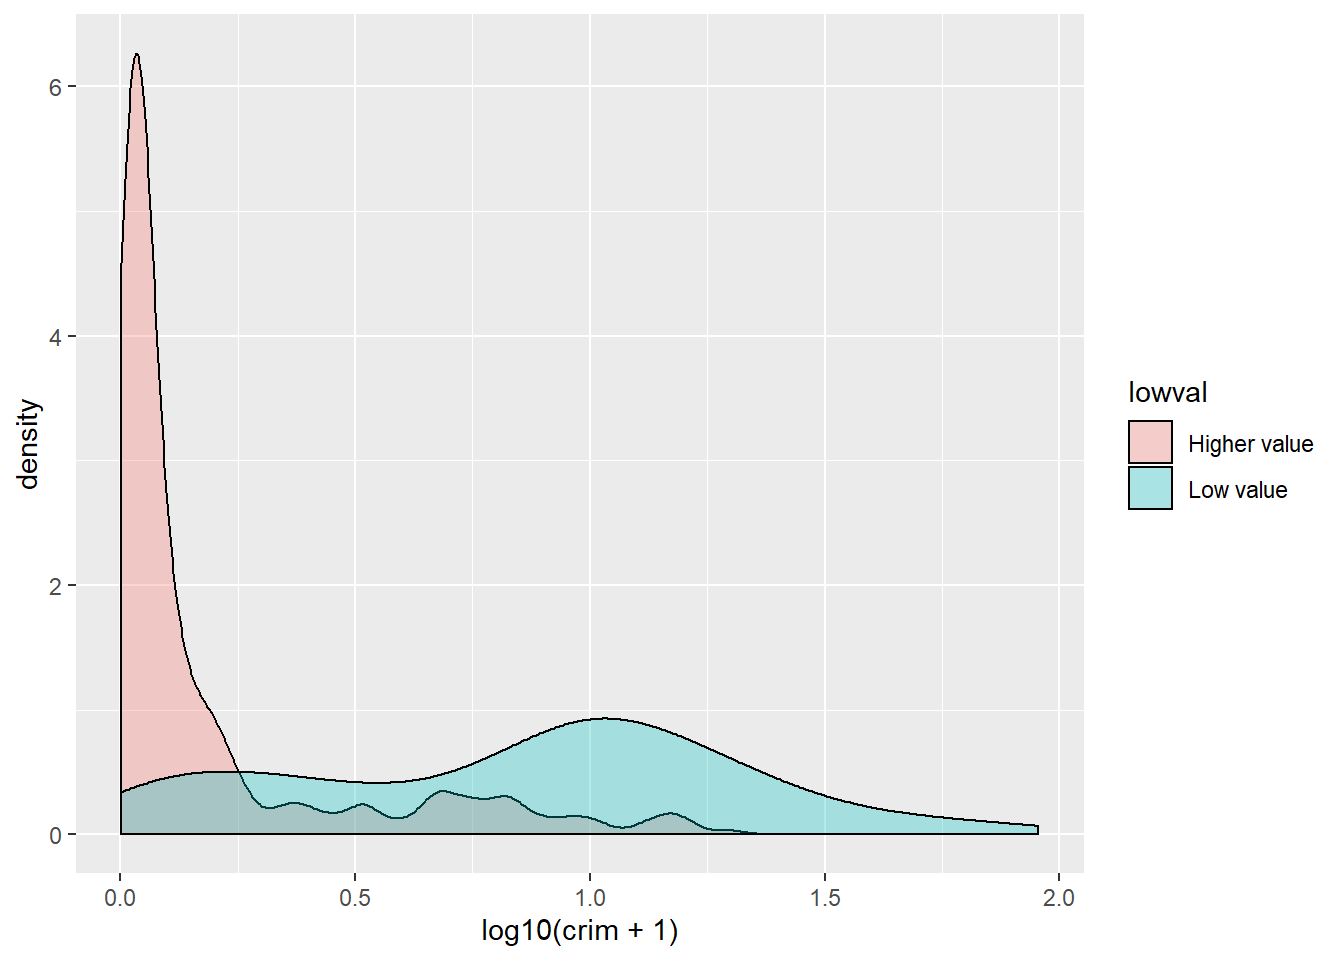 6
4
2
0
density
0.0 0.5 1.0 1.5 2.0
log10(crim + 1)
lowval
Higher value
Low value